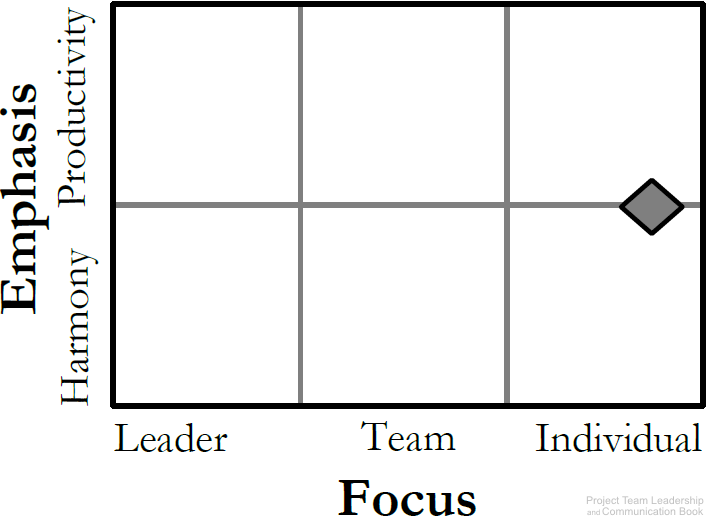 Emphasis
Productivity
Harmony
Leader
Team
Individual
Focus
Project Team Leadership
and Communication Book